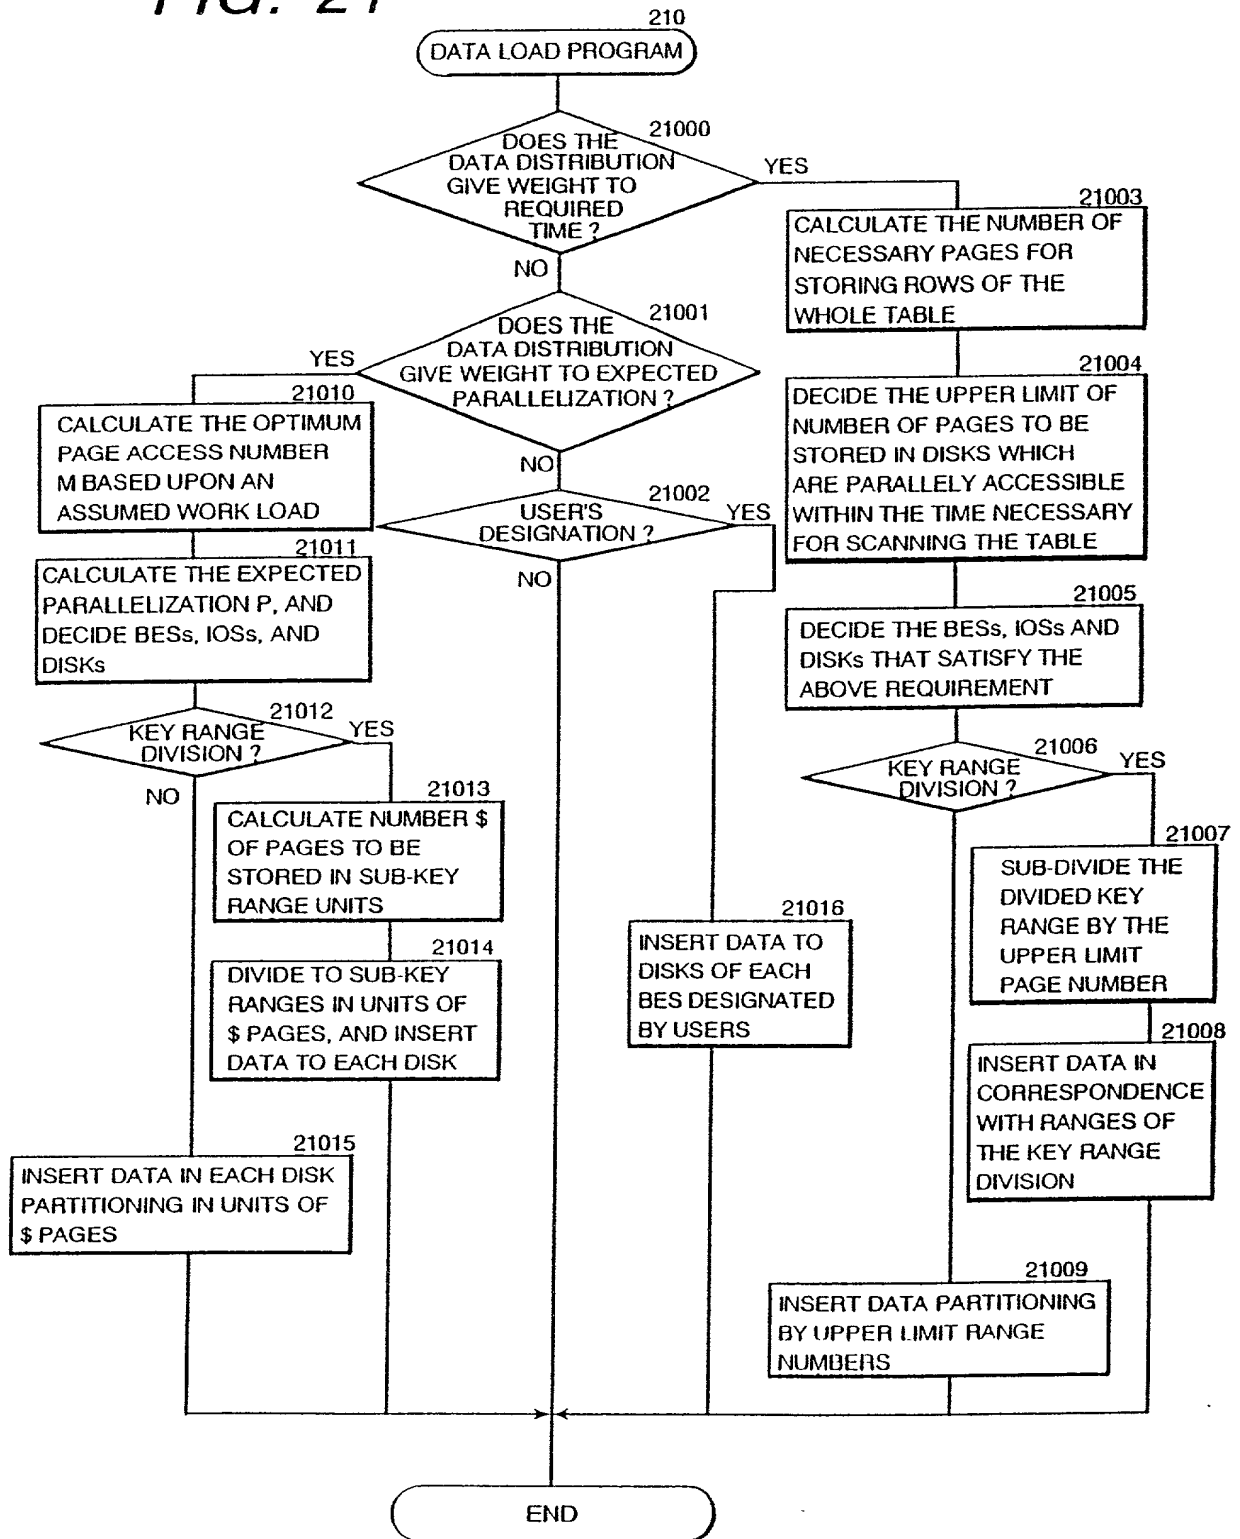 FIG. 21
210
DATA LOAD PROGRAM
21000
DOES THE
DATA DISTRIBUTION
GIVE WEIGHT TO
REQUIRED
TIME ?
YES
NO
21003
CALCULATE THE NUMBER OF
NECESSARY PAGES FOR
STORING ROWS OF THE
WHOLE TABLE
21001
DOES THE
DATA DISTRIBUTION
GIVE WEIGHT TO EXPECTED
PARALLELIZATION ?
YES
NO
21004
DECIDE THE UPPER LIMIT OF
NUMBER OF PAGES TO BE
STORED IN DISKS WHICH
ARE PARALLELY ACCESSIBLE
WITHIN THE TIME NECESSARY
FOR SCANNING THE TABLE
21010
CALCULATE THE OPTIMUM
PAGE ACCESS NUMBER
M BASED UPON AN
ASSUMED WORK LOAD
21002
USER'S
DESIGNATION ?
YES
NO
21011
CALCULATE THE EXPECTED
PARALLELIZATION P, AND
DECIDE BESs, IOSs, AND
DISKs
21005
DECIDE THE BESs, IOSs AND
DISKs THAT SATISFY THE
ABOVE REQUIREMENT
21012
KEY RANGE
DIVISION ?
YES
NO
21006
KEY RANGE
DIVISION ?
YES
21013
CALCULATE NUMBER $
OF PAGES TO BE
STORED IN SUB-KEY
RANGE UNITS
21007
SUB-DIVIDE THE
DIVIDED KEY
RANGE BY THE
UPPER LIMIT
PAGE NUMBER
21014
DIVIDE TO SUB-KEY
RANGES IN UNITS OF
$ PAGES, AND INSERT
DATA TO EACH DISK
21016
INSERT DATA TO
DISKS OF EACH
BES DESIGNATED
BY USERS
21008
INSERT DATA IN
CORRESPONDENCE
WITH RANGES OF
THE KEY RANGE
DIVISION
21015
INSERT DATA IN EACH DISK
PARTITIONING IN UNITS OF
$ PAGES
21009
INSERT DATA PARTITIONING
BY UPPER LIMIT RANGE
NUMBERS
END